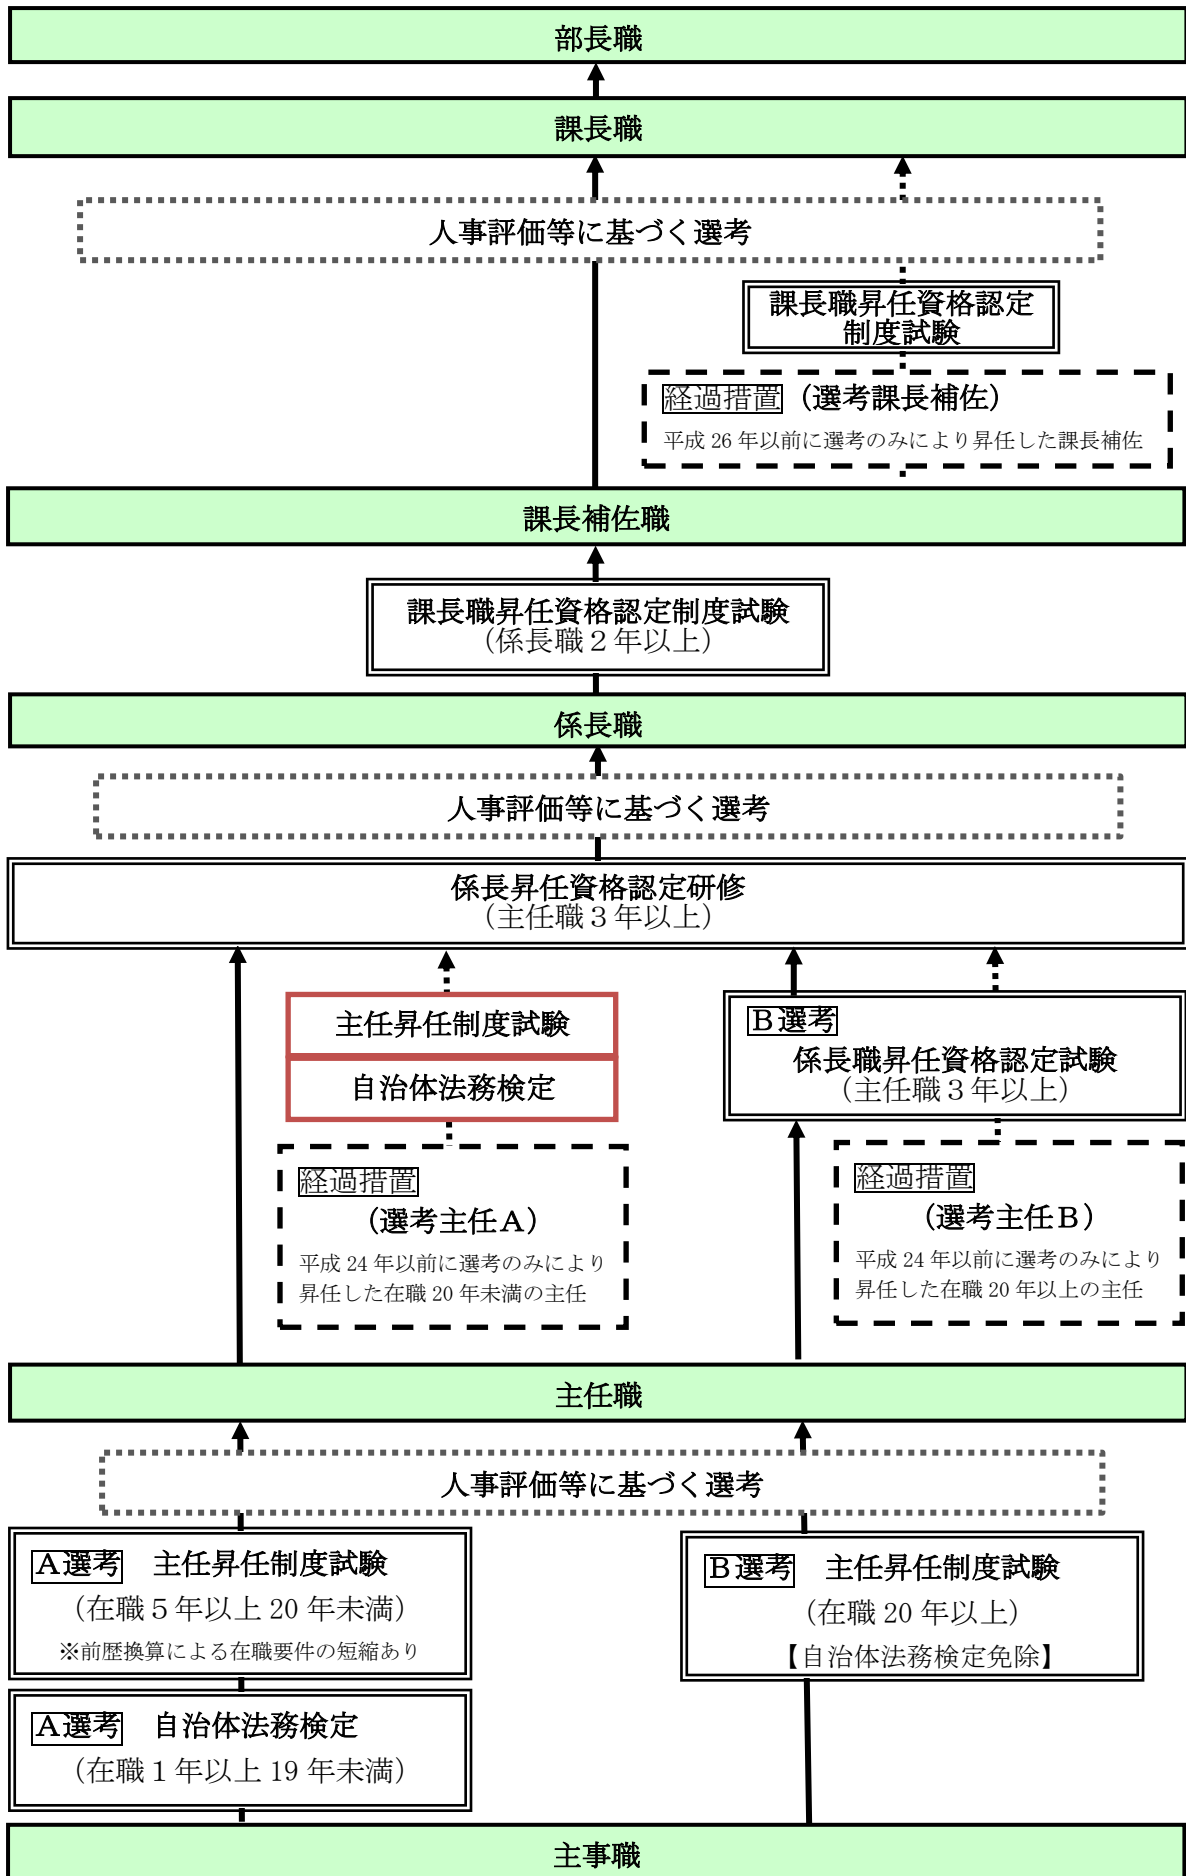 部長職
課長職
人事評価等に基づく選考
課長職昇任資格認定
制度試験
経過措置（選考課長補佐）
平成 26 年以前に選考のみにより昇任した課長補佐
課長補佐職
課長職昇任資格認定制度試験
（係長職２年以上）
係長職
人事評価等に基づく選考
係長昇任資格認定研修
（主任職３年以上）
主任昇任制度試験
自治体法務検定
経過措置
（選考主任Ａ）
平成 24 年以前に選考のみにより
昇任した在職 20 年未満の主任
Ｂ選考
係長職昇任資格認定試験
（主任職３年以上）
経過措置
（選考主任Ｂ）
平成 24 年以前に選考のみにより
昇任した在職 20 年以上の主任
主任職
人事評価等に基づく選考
Ａ選考　主任昇任制度試験
（在職５年以上 20 年未満）
※前歴換算による在職要件の短縮あり
Ａ選考　自治体法務検定
（在職１年以上 19 年未満）
Ｂ選考　主任昇任制度試験
（在職 20 年以上）
【自治体法務検定免除】
主事職